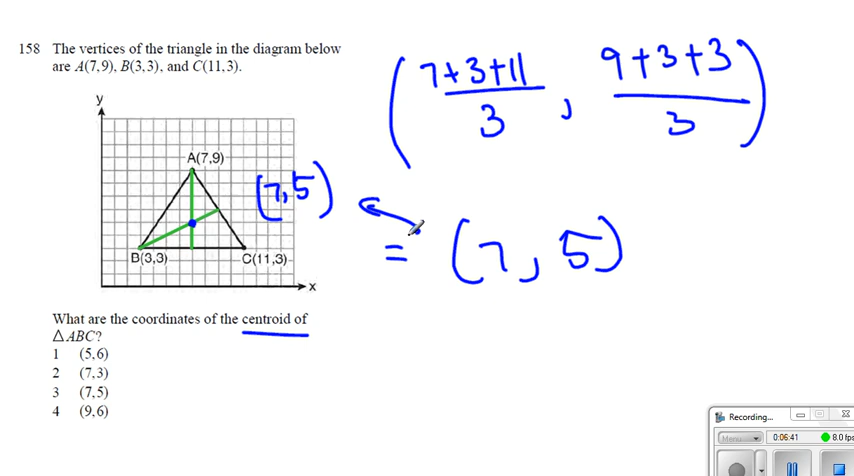 158 The vertices of the triangle in the diagram below
are A(7,9), B(3,3), and C(11,3).
( 7+3+11 / 3 , 9+3+3 / 3 )
y
A(7,9)
(7,5)
= (7, 5)
B(3,3)
C(11,3)
x
What are the coordinates of the centroid of
△ABC?
1 (5,6)
2 (7,3)
3 (7,5)
4 (9,6)
Recording...
Menu
0:06:41
8.0 fps